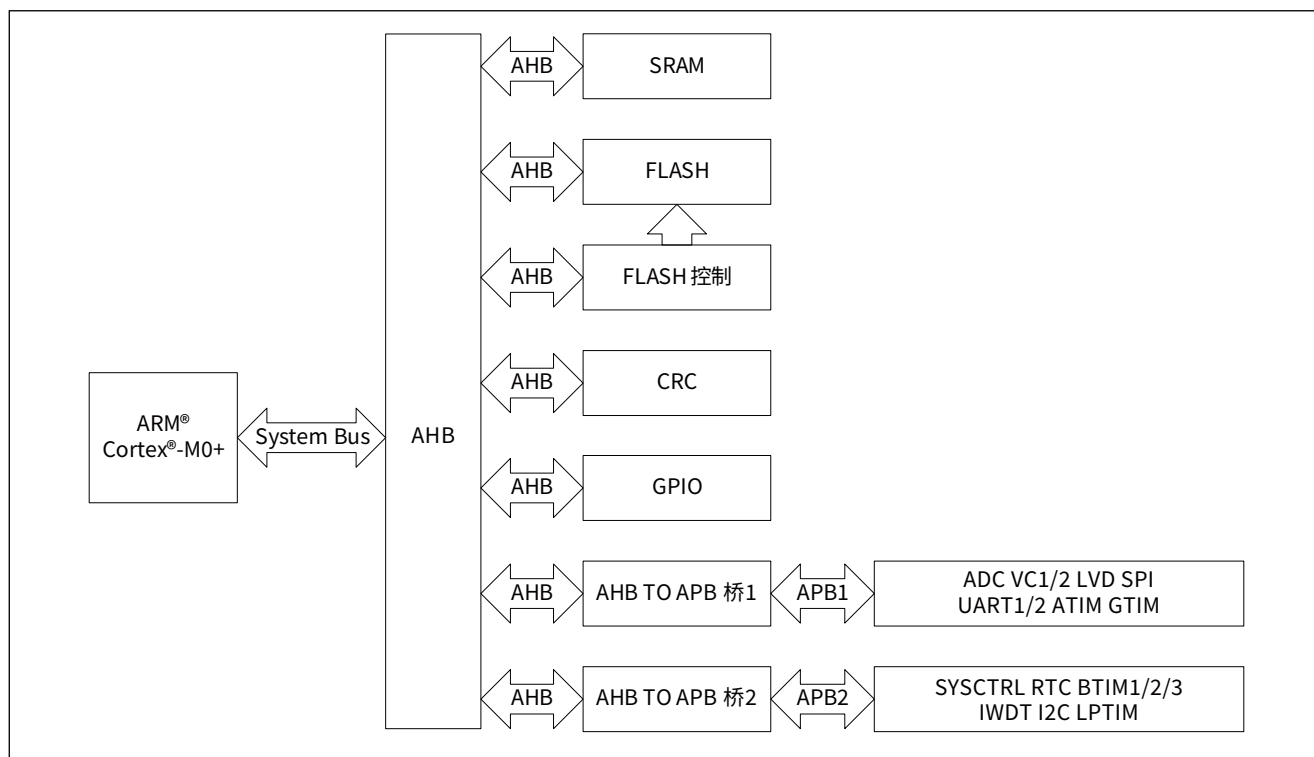 AHB
SRAM
AHB
FLASH
AHB
FLASH 控制
AHB
CRC
ARM®
Cortex®-M0+
System Bus
AHB
AHB
GPIO
AHB
AHB TO APB 桥1
APB1
ADC VC1/2 LVD SPI
UART1/2 ATIM GTIM
AHB
AHB TO APB 桥2
APB2
SYSCTRL RTC BTIM1/2/3
IWDT I2C LPTIM